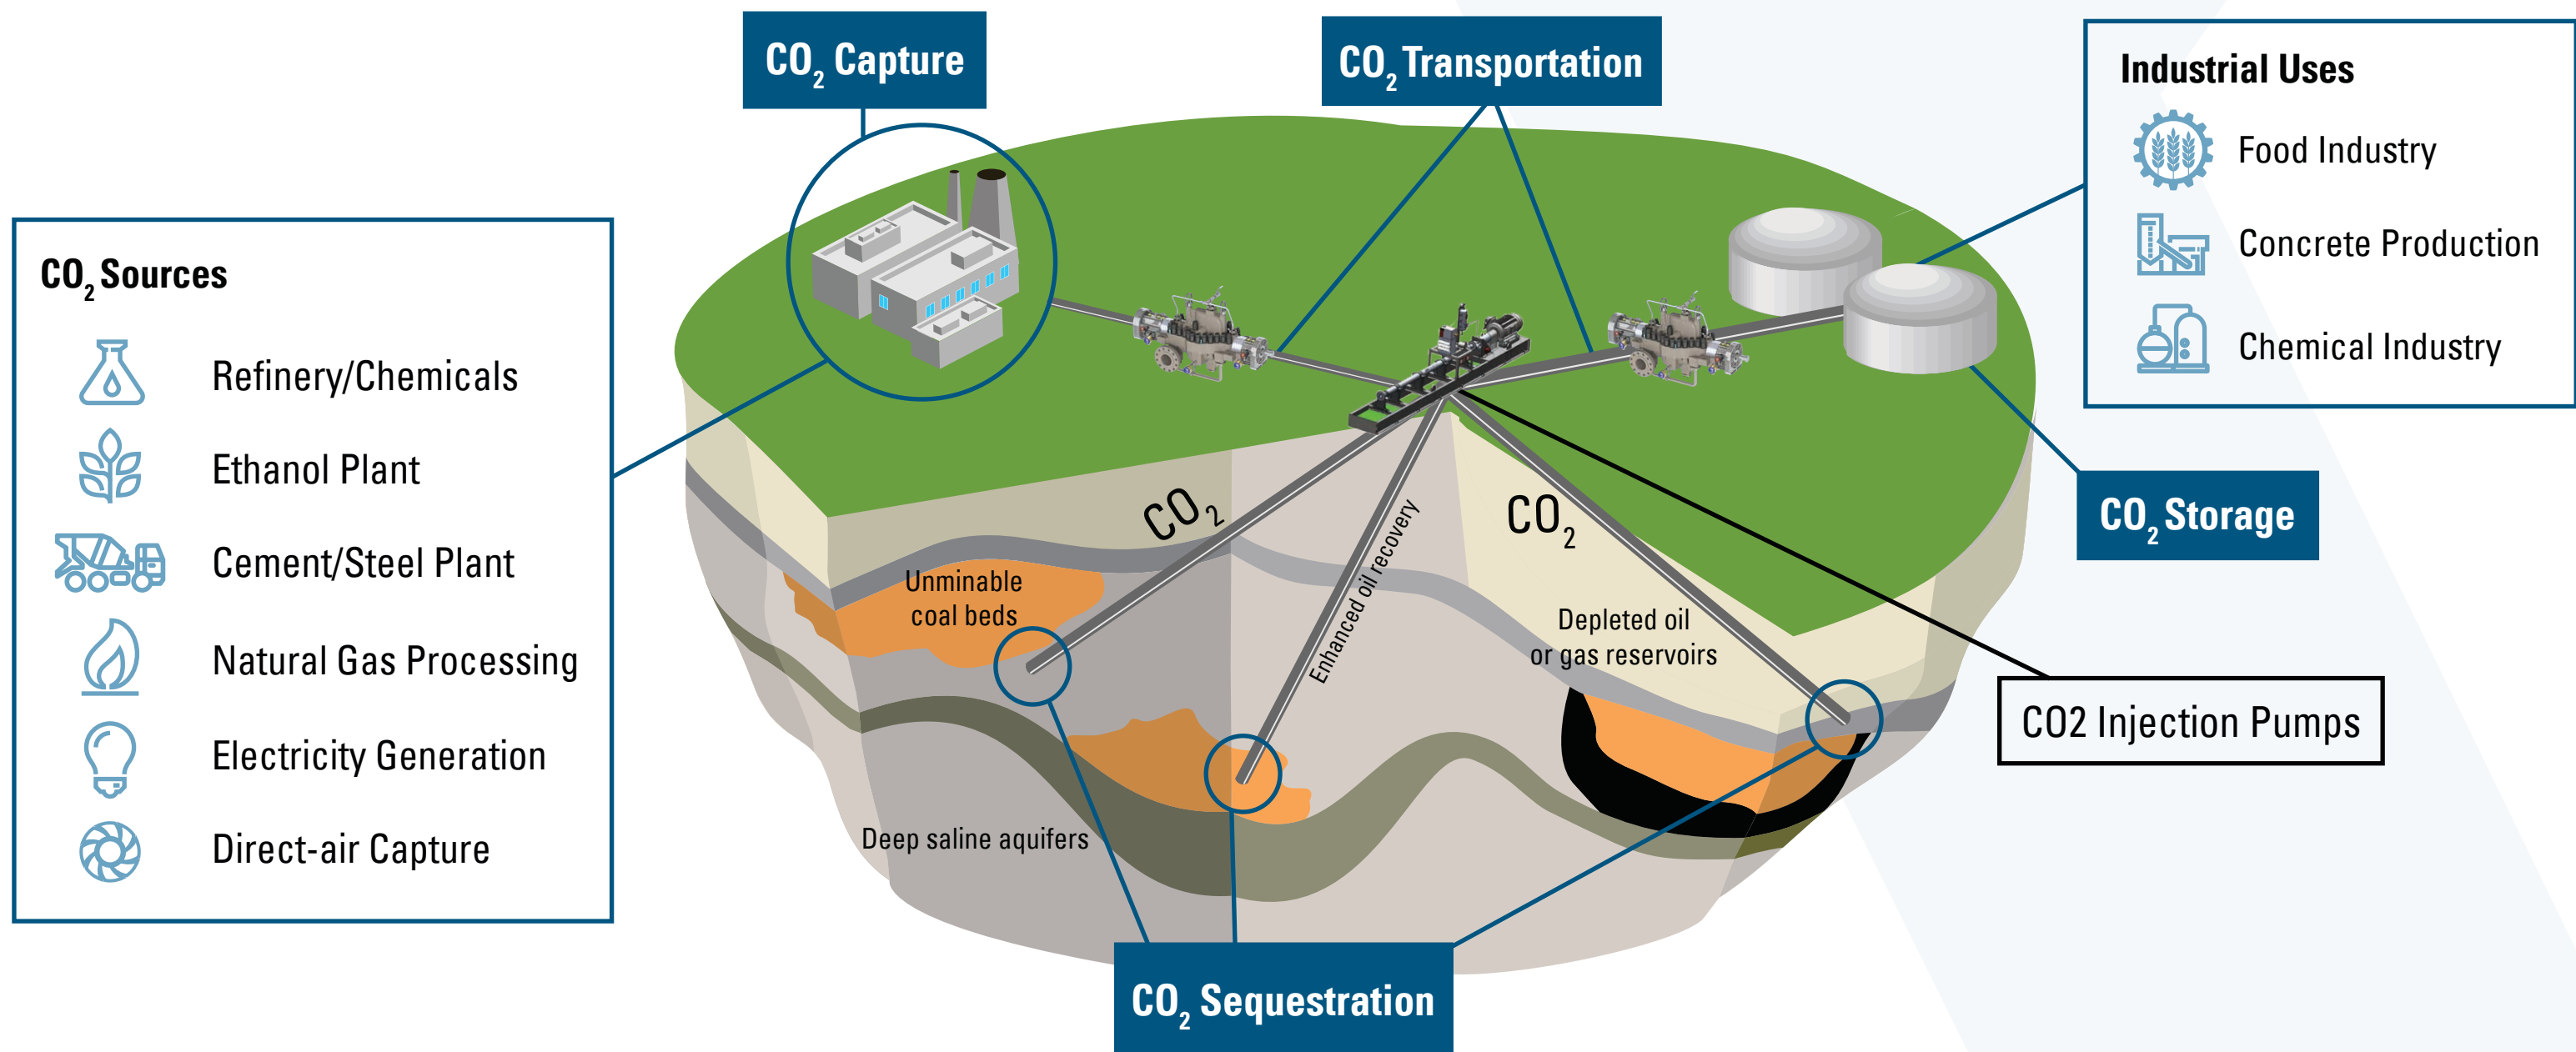 CO₂ Capture
CO₂ Transportation
Industrial Uses
Food Industry
Concrete Production
Chemical Industry
CO₂ Sources
Refinery/Chemicals
Ethanol Plant
Cement/Steel Plant
Natural Gas Processing
Electricity Generation
Direct-air Capture
CO₂
Enhanced oil recovery
CO₂
Unminable
coal beds
Depleted oil
or gas reservoirs
Deep saline aquifers
CO₂ Storage
CO2 Injection Pumps
CO₂ Sequestration